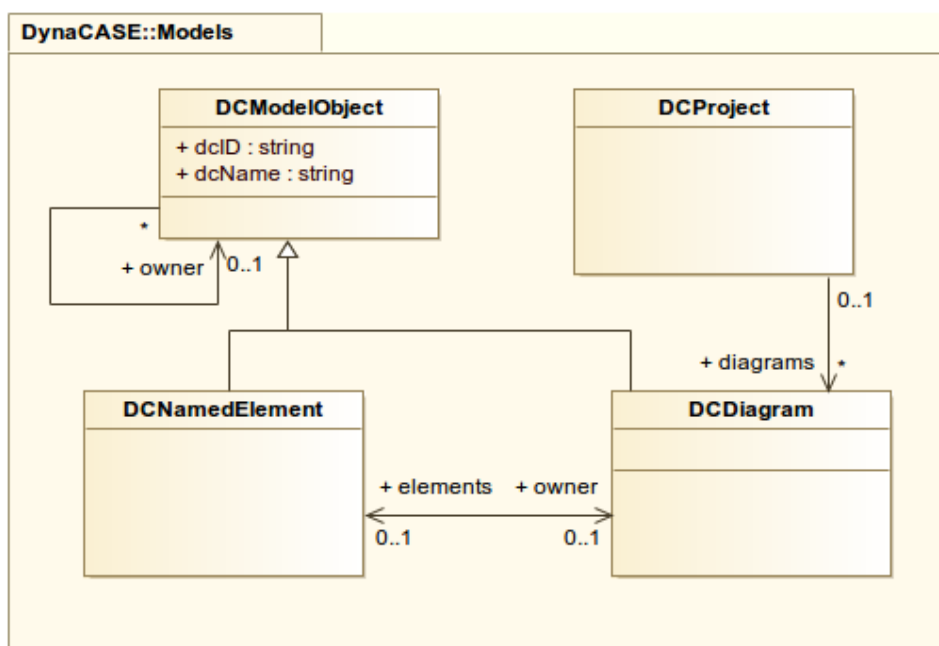 DynaCASE::Models
DCModelObject
+ dcID : string
+ dcName : string
*
+ owner
0..1
DCProject
0..1
+ diagrams
*
DCNamedElement
DCDiagram
+ elements
+ owner
0..1
0..1